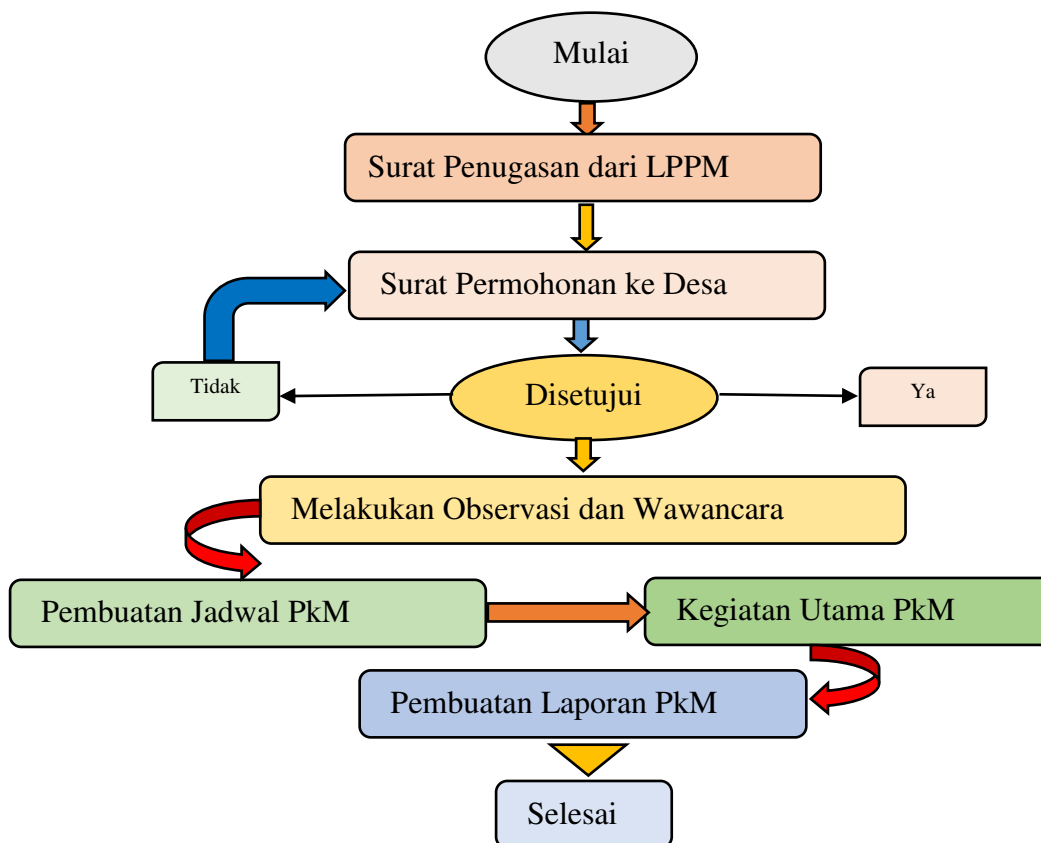 Mulai
Surat Penugasan dari LPPM
Surat Permohonan ke Desa
Tidak
Disetujui
Ya
Melakukan Observasi dan Wawancara
Pembuatan Jadwal PkM
Kegiatan Utama PkM
Pembuatan Laporan PkM
Selesai